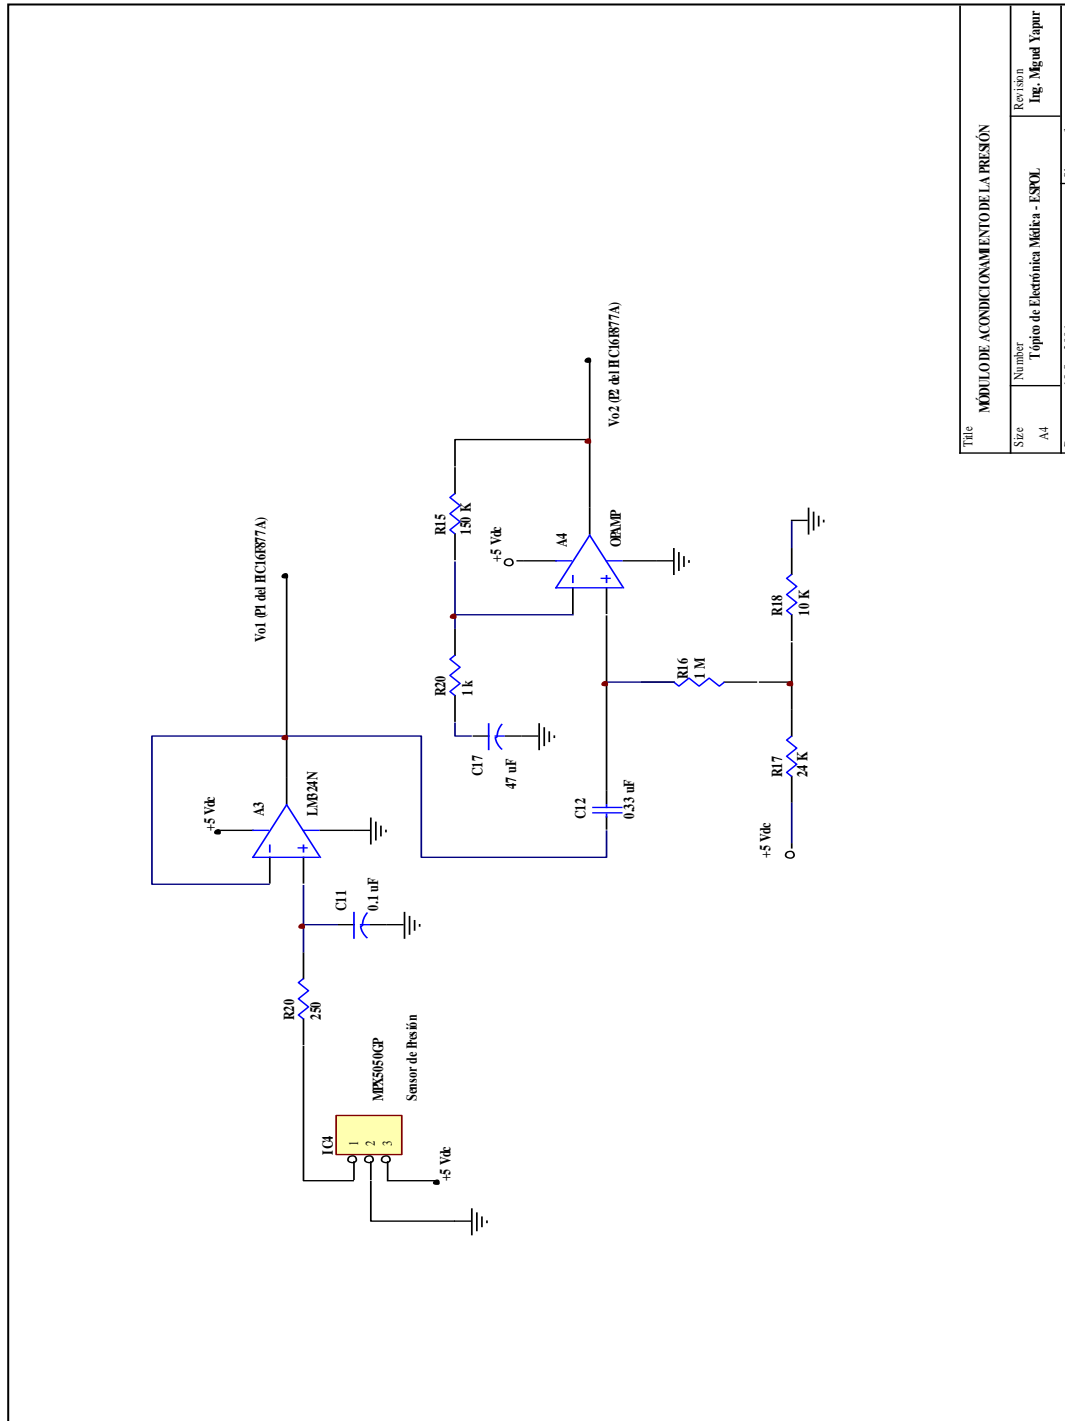 IC4
1
2
3
MPX5050GP
Sensor de Presión
+5 Vdc
R20
250
C11
0.1 uF
+5 Vdc
A3
LM324N
Vo1 (P1 del PIC16F877A)
C12
0.33 uF
C17
47 uF
R20
1 k
R15
150 K
+5 Vdc
A4
OPAMP
Vo2 (P2 del PIC16F877A)
R16
1 M
+5 Vdc
R17
24 K
R18
10 K
Title
MÓDULO DE ACONDICIONAMIENTO DE LA PRESIÓN
Size
A4
Number
Tópico de Electrónica Médica - ESPOL
Revision
Ing. Miguel Yapur